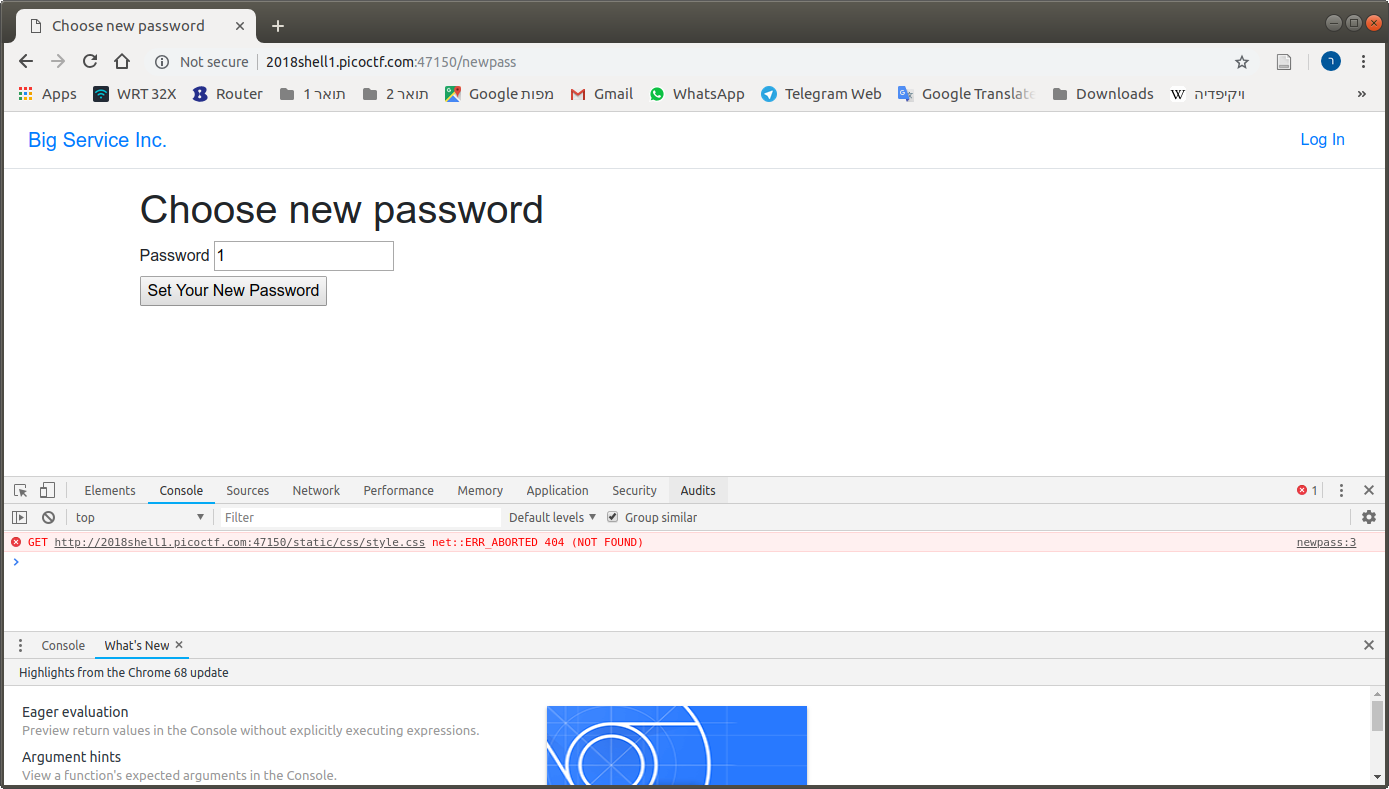 Choose new password
Not secure 2018shell1.picoctf.com:47150/newpass ר
Apps WRT 32X Router תואר 1 תואר 2 Google מפות Gmail WhatsApp Telegram Web Google Translate Downloads W ויקיפדיה »
Big Service Inc. Log In
Choose new password
Password 1
Set Your New Password
Elements Console Sources Network Performance Memory Application Security Audits 1
top Filter Default levels Group similar
GET http://2018shell1.picoctf.com:47150/static/css/style.css net::ERR_ABORTED 404 (NOT FOUND) newpass:3
Console What's New
Highlights from the Chrome 68 update
Eager evaluation
Preview return values in the Console without explicitly executing expressions.
Argument hints
View a function's expected arguments in the Console.